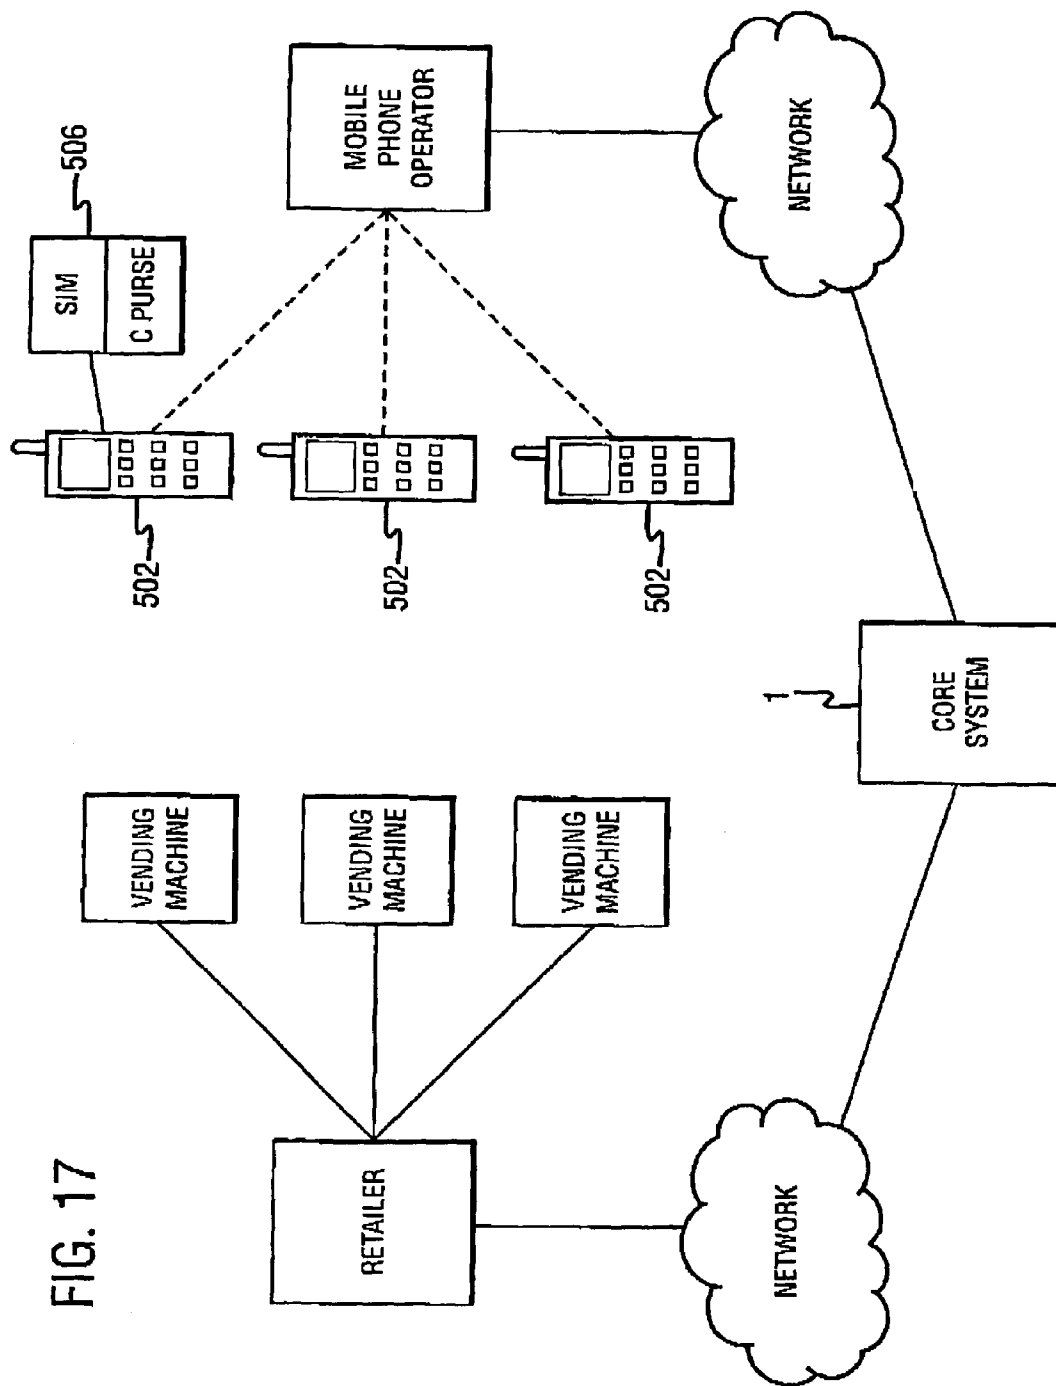 FIG. 17
VENDING
MACHINE
VENDING
MACHINE
VENDING
MACHINE
RETAILER
NETWORK
1
CORE
SYSTEM
502
502
502
SIM
C PURSE
506
MOBILE
PHONE
OPERATOR
NETWORK